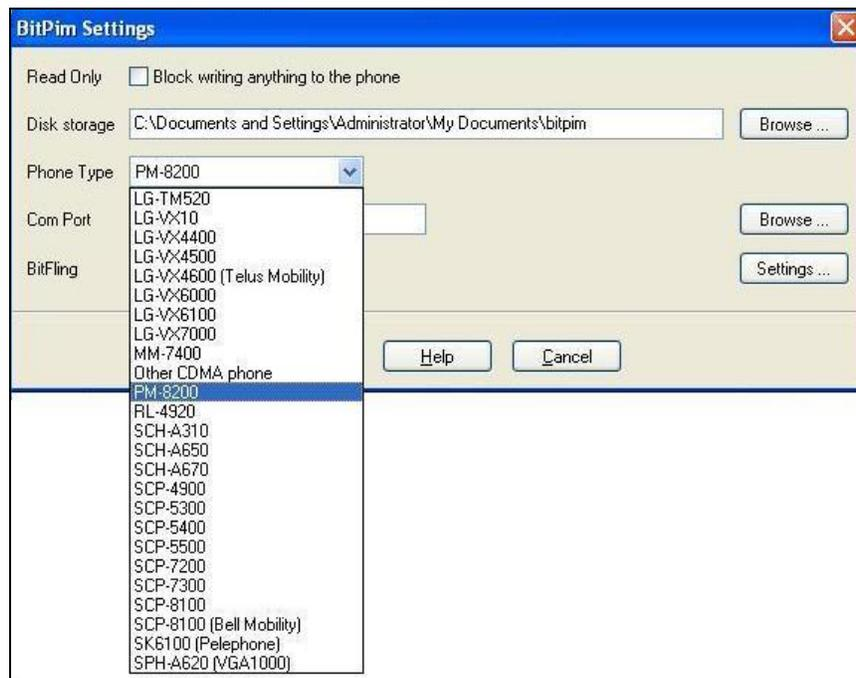 BitPim Settings
Read Only Block writing anything to the phone
Disk storage C:\Documents and Settings\Administrator\My Documents\bitpim Browse ...
Phone Type PM-8200
LG-TM520
Com Port LG-VX10 Browse ...
LG-VX4400
LG-VX4500
BitFling LG-VX4600 (Telus Mobility) Settings ...
LG-VX6000
LG-VX6100
LG-VX7000
MM-7400 Help Cancel
Other CDMA phone
PM-8200
RL-4920
SCH-A310
SCH-A650
SCH-A670
SCP-4900
SCP-5300
SCP-5400
SCP-5500
SCP-7200
SCP-7300
SCP-8100
SCP-8100 (Bell Mobility)
SK6100 (Pelephone)
SPH-A620 (VGA1000)